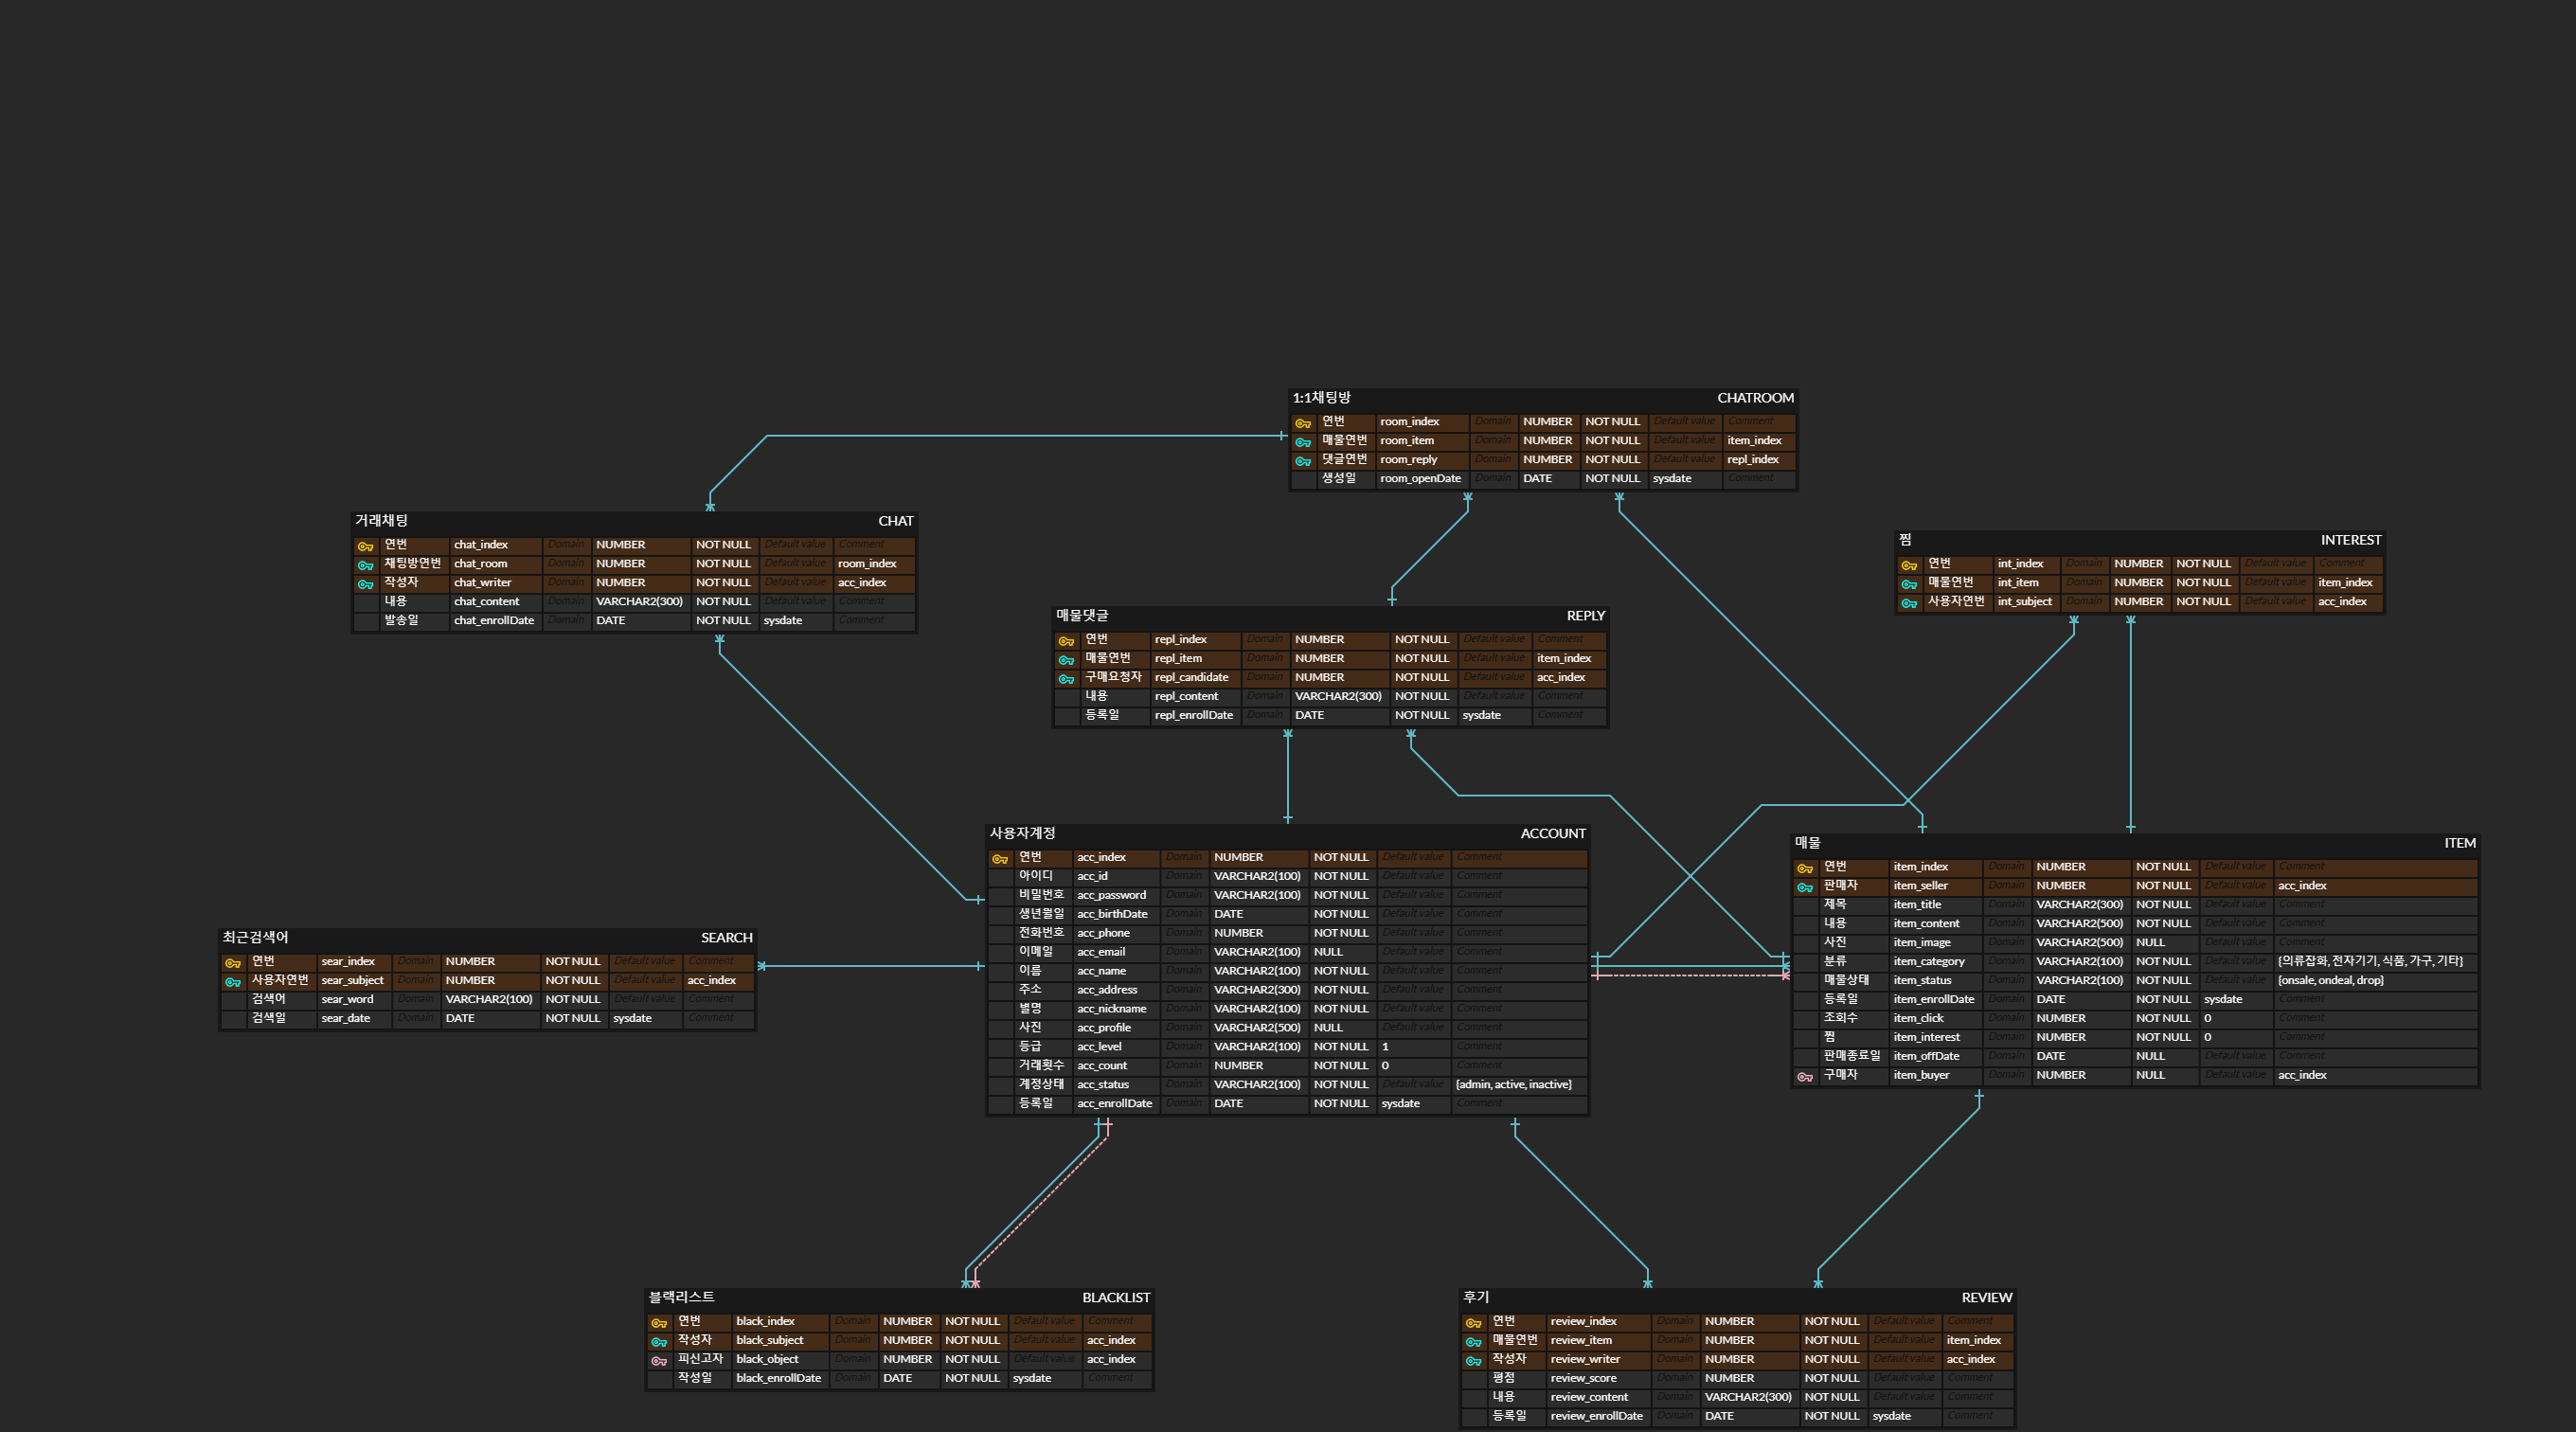 1:1채팅방 CHATROOM
연번 room_index Domain NUMBER NOT NULL Default value Comment
매물연번 room_item Domain NUMBER NOT NULL Default value item_index
댓글연번 room_reply Domain NUMBER NOT NULL Default value repl_index
생성일 room_openDate Domain DATE NOT NULL sysdate Comment
거래채팅 CHAT
연번 chat_index Domain NUMBER NOT NULL Default value Comment
채팅방연번 chat_room Domain NUMBER NOT NULL Default value room_index
작성자 chat_writer Domain NUMBER NOT NULL Default value acc_index
내용 chat_content Domain VARCHAR2(300) NOT NULL Default value Comment
발송일 chat_enrollDate Domain DATE NOT NULL sysdate Comment
찜 INTEREST
연번 int_index Domain NUMBER NOT NULL Default value Comment
매물연번 int_item Domain NUMBER NOT NULL Default value item_index
사용자연번 int_subject Domain NUMBER NOT NULL Default value acc_index
매물댓글 REPLY
연번 repl_index Domain NUMBER NOT NULL Default value Comment
매물연번 repl_item Domain NUMBER NOT NULL Default value item_index
구매요청자 repl_candidate Domain NUMBER NOT NULL Default value acc_index
내용 repl_content Domain VARCHAR2(300) NOT NULL Default value Comment
등록일 repl_enrollDate Domain DATE NOT NULL sysdate Comment
사용자계정 ACCOUNT
연번 acc_index Domain NUMBER NOT NULL Default value Comment
아이디 acc_id Domain VARCHAR2(100) NOT NULL Default value Comment
비밀번호 acc_password Domain VARCHAR2(100) NOT NULL Default value Comment
생년월일 acc_birthDate Domain DATE NOT NULL Default value Comment
전화번호 acc_phone Domain NUMBER NOT NULL Default value Comment
이메일 acc_email Domain VARCHAR2(100) NULL Default value Comment
이름 acc_name Domain VARCHAR2(100) NOT NULL Default value Comment
주소 acc_address Domain VARCHAR2(300) NOT NULL Default value Comment
별명 acc_nickname Domain VARCHAR2(100) NOT NULL Default value Comment
사진 acc_profile Domain VARCHAR2(500) NULL Default value Comment
등급 acc_level Domain VARCHAR2(100) NOT NULL 1 Comment
거래횟수 acc_count Domain NUMBER NOT NULL 0 Comment
계정상태 acc_status Domain VARCHAR2(100) NOT NULL Default value {admin, active, inactive}
등록일 acc_enrollDate Domain DATE NOT NULL sysdate Comment
매물 ITEM
연번 item_index Domain NUMBER NOT NULL Default value Comment
판매자 item_seller Domain NUMBER NOT NULL Default value acc_index
제목 item_title Domain VARCHAR2(300) NOT NULL Default value Comment
내용 item_content Domain VARCHAR2(500) NOT NULL Default value Comment
사진 item_image Domain VARCHAR2(500) NULL Default value Comment
분류 item_category Domain VARCHAR2(100) NOT NULL Default value {의류잡화, 전자기기, 식품, 가구, 기타}
매물상태 item_status Domain VARCHAR2(100) NOT NULL Default value {onsale, ondeal, drop}
등록일 item_enrollDate Domain DATE NOT NULL sysdate Comment
조회수 item_click Domain NUMBER NOT NULL 0 Comment
찜 item_interest Domain NUMBER NOT NULL 0 Comment
판매종료일 item_offDate Domain DATE NULL Default value Comment
구매자 item_buyer Domain NUMBER NULL Default value acc_index
최근검색어 SEARCH
연번 sear_index Domain NUMBER NOT NULL Default value Comment
사용자연번 sear_subject Domain NUMBER NOT NULL Default value acc_index
검색어 sear_word Domain VARCHAR2(100) NOT NULL Default value Comment
검색일 sear_date Domain DATE NOT NULL sysdate Comment
블랙리스트 BLACKLIST
연번 black_index Domain NUMBER NOT NULL Default value Comment
작성자 black_subject Domain NUMBER NOT NULL Default value acc_index
피신고자 black_object Domain NUMBER NOT NULL Default value acc_index
작성일 black_enrollDate Domain DATE NOT NULL sysdate Comment
후기 REVIEW
연번 review_index Domain NUMBER NOT NULL Default value Comment
매물연번 review_item Domain NUMBER NOT NULL Default value item_index
작성자 review_writer Domain NUMBER NOT NULL Default value acc_index
평점 review_score Domain NUMBER NOT NULL Default value Comment
내용 review_content Domain VARCHAR2(300) NOT NULL Default value Comment
등록일 review_enrollDate Domain DATE NOT NULL sysdate Comment